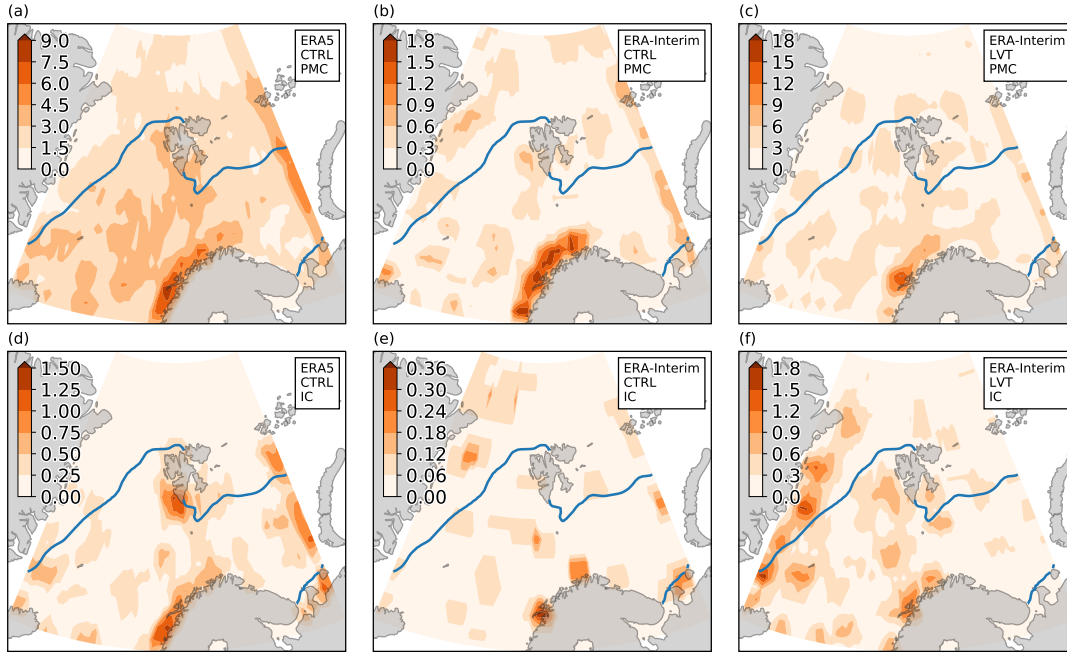 (a)
9.0
7.5
6.0
4.5
3.0
1.5
0.0
ERA5
CTRL
PMC
(b)
1.8
1.5
1.2
0.9
0.6
0.3
0.0
ERA-Interim
CTRL
PMC
(c)
18
15
12
9
6
3
0
ERA-Interim
LVT
PMC
(d)
1.50
1.25
1.00
0.75
0.50
0.25
0.00
ERA5
CTRL
IC
(e)
0.36
0.30
0.24
0.18
0.12
0.06
0.00
ERA-Interim
CTRL
IC
(f)
1.8
1.5
1.2
0.9
0.6
0.3
0.0
ERA-Interim
LVT
IC